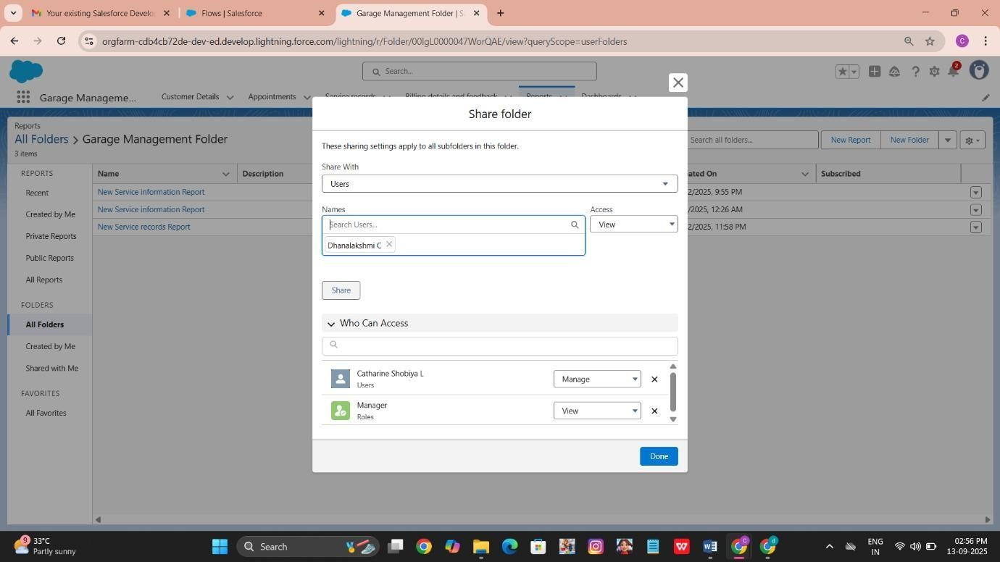 Your existing Salesforce Develo
Flows | Salesforce
Garage Management Folder | S
orgfarm-cdb4cb72de-dev-ed.develop.lightning.force.com/lightning/r/Folder/00lgL0000047WorQAE/view?queryScope=userFolders
C
Search...
2
Garage Manageme...
Customer Details
Appointments
Service records
Billing details and feedback
Reports
Dashboards
Share folder
Reports
All Folders > Garage Management Folder
3 items
Search all folders...
New Report
New Folder
These sharing settings apply to all subfolders in this folder.
Share With
Users
REPORTS
Recent
Created by Me
Private Reports
Public Reports
All Reports
FOLDERS
All Folders
Created by Me
Shared with Me
FAVORITES
All Favorites
Name
Description
ated On
Subscribed
New Service information Report
2/2025, 9:55 PM
New Service information Report
/2025, 12:26 AM
New Service records Report
2/2025, 11:58 PM
Names
Access
Search Users...
View
Dhanalakshmi C
Share
Who Can Access
Catharine Shobiya L
Users
Manage
Manager
Roles
View
Done
9
33°C
Partly sunny
Search
C
d
ENG
IN
02:56 PM
13-09-2025